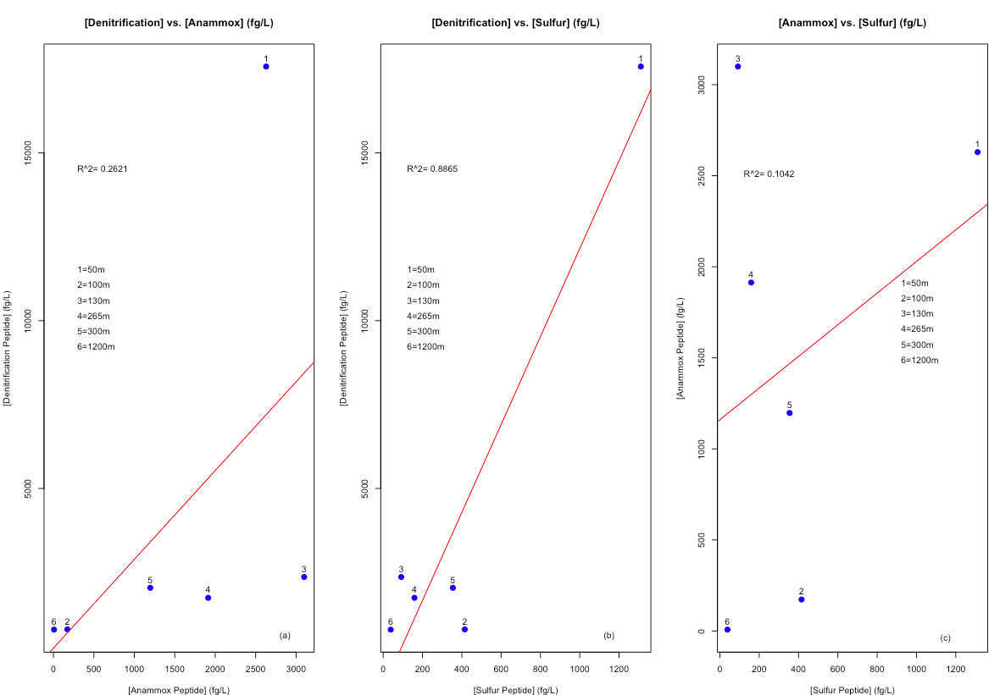 [Denitrification] vs. [Anammox] (fg/L)
1
R^2= 0.2621
1=50m
2=100m
3=130m
4=265m
5=300m
6=1200m
3
5
4
6 2
(a)
15000
10000
5000
[Denitrification Peptide] (fg/L)
0 500 1000 1500 2000 2500 3000
[Anammox Peptide] (fg/L)
[Denitrification] vs. [Sulfur] (fg/L)
1
R^2= 0.8865
1=50m
2=100m
3=130m
4=265m
5=300m
6=1200m
3
5
4
6 2
(b)
15000
10000
5000
[Denitrification Peptide] (fg/L)
0 200 400 600 800 1000 1200
[Sulfur Peptide] (fg/L)
[Anammox] vs. [Sulfur] (fg/L)
3
1
R^2= 0.1042
4
1=50m
2=100m
3=130m
4=265m
5=300m
6=1200m
5
2
6
(c)
3000
2500
2000
1500
1000
500
0
[Anammox Peptide] (fg/L)
0 200 400 600 800 1000 1200
[Sulfur Peptide] (fg/L)